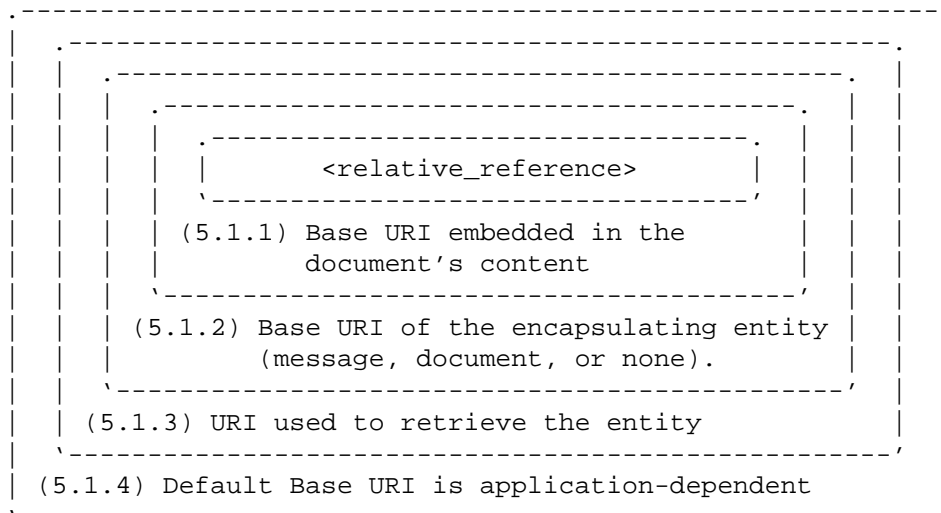 <relative_reference>
(5.1.1) Base URI embedded in the
document's content
(5.1.2) Base URI of the encapsulating entity
(message, document, or none).
(5.1.3) URI used to retrieve the entity
(5.1.4) Default Base URI is application-dependent